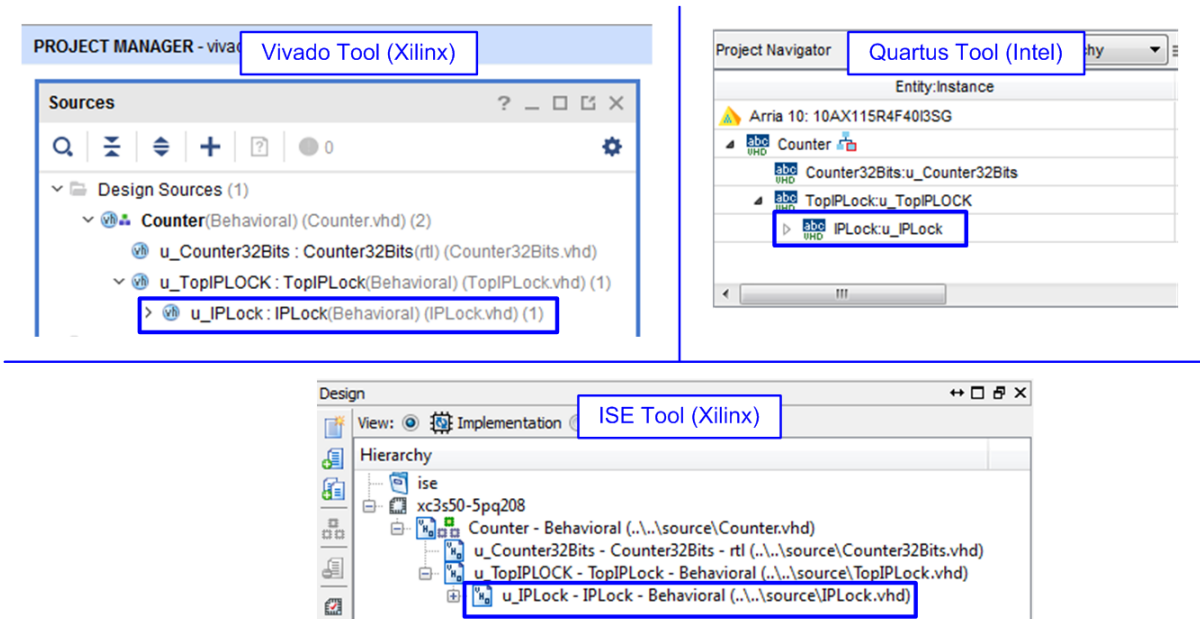 PROJECT MANAGER - viva
Vivado Tool (Xilinx)
Sources
0
Design Sources (1)
Counter(Behavioral) (Counter.vhd) (2)
u_Counter32Bits : Counter32Bits(rtl) (Counter32Bits.vhd)
u_TopIPLOCK : TopIPLock(Behavioral) (TopIPLock.vhd) (1)
u_IPLock : IPLock(Behavioral) (IPLock.vhd) (1)
Project Navigator
Quartus Tool (Intel)
hy
Entity:Instance
Arria 10: 10AX115R4F40I3SG
Counter
Counter32Bits:u_Counter32Bits
TopIPLock:u_TopIPLOCK
IPLock:u_IPLock
Design
ISE Tool (Xilinx)
View: Implementation
Hierarchy
ise
xc3s50-5pq208
Counter - Behavioral (..\..\source\Counter.vhd)
u_Counter32Bits - Counter32Bits - rtl (..\..\source\Counter32Bits.vhd)
u_TopIPLOCK - TopIPLock - Behavioral (..\..\source\TopIPLock.vhd)
u_IPLock - IPLock - Behavioral (..\..\source\IPLock.vhd)